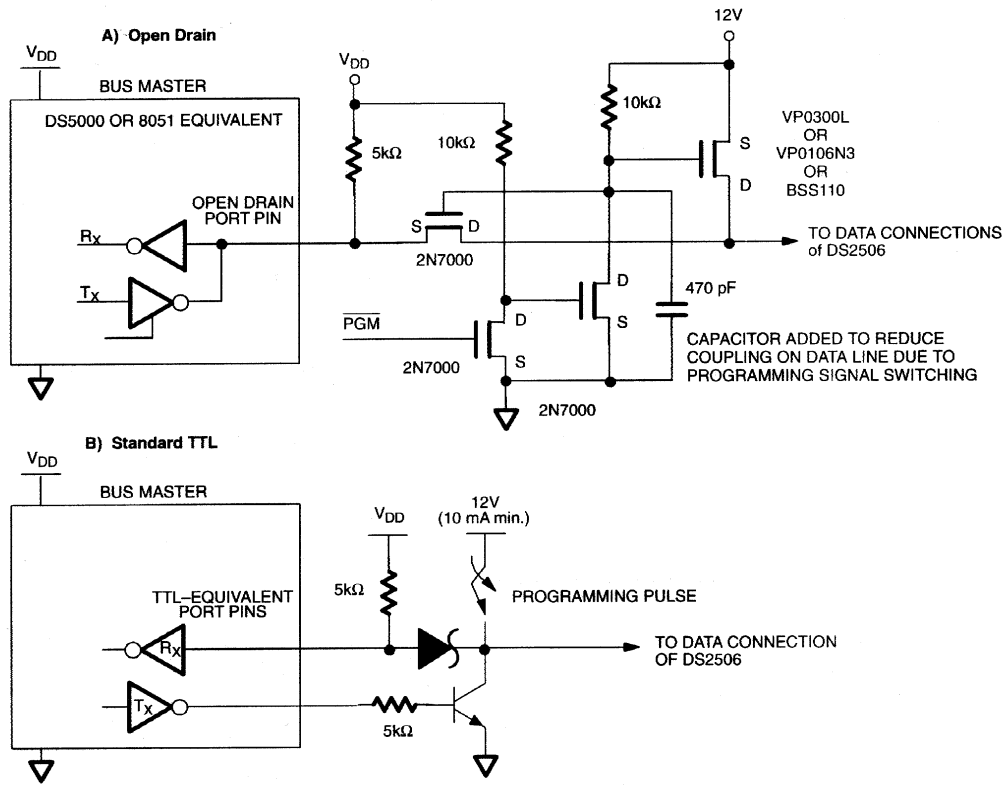 A) Open Drain
12V
VDD
BUS MASTER
VDD
DS5000 OR 8051 EQUIVALENT
10kΩ
VP0300L
OR
VP0106N3
OR
BSS110
5kΩ
10kΩ
S
D
OPEN DRAIN
PORT PIN
S
D
RX
2N7000
TO DATA CONNECTIONS
of DS2506
TX
D
S
470 pF
PGM
D
S
2N7000
CAPACITOR ADDED TO REDUCE
COUPLING ON DATA LINE DUE TO
PROGRAMMING SIGNAL SWITCHING
2N7000
B) Standard TTL
VDD
BUS MASTER
VDD
12V
(10 mA min.)
5kΩ
PROGRAMMING PULSE
TTL–EQUIVALENT
PORT PINS
RX
TO DATA CONNECTION
OF DS2506
TX
5kΩ